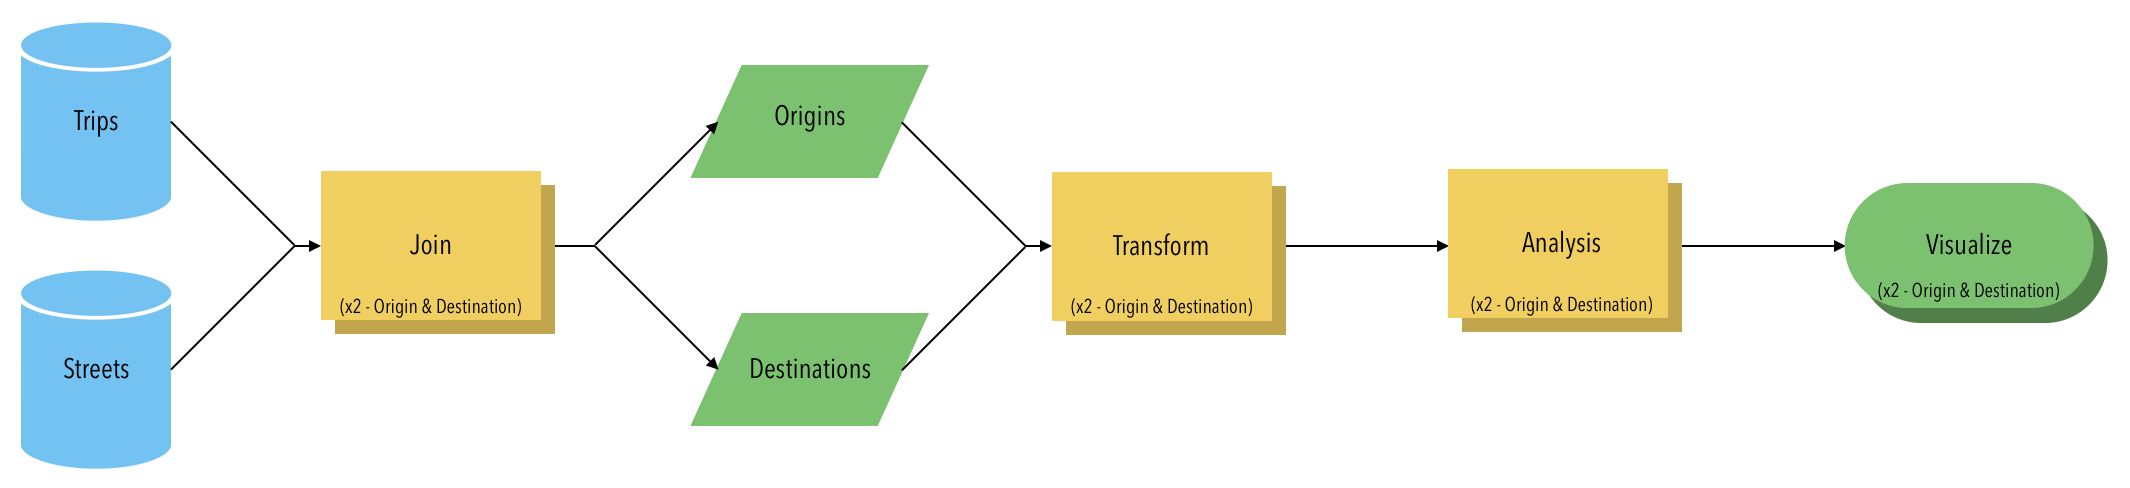 Trips
Streets
Join
(x2 - Origin & Destination)
Origins
Destinations
Transform
(x2 - Origin & Destination)
Analysis
(x2 - Origin & Destination)
Visualize
(x2 - Origin & Destination)